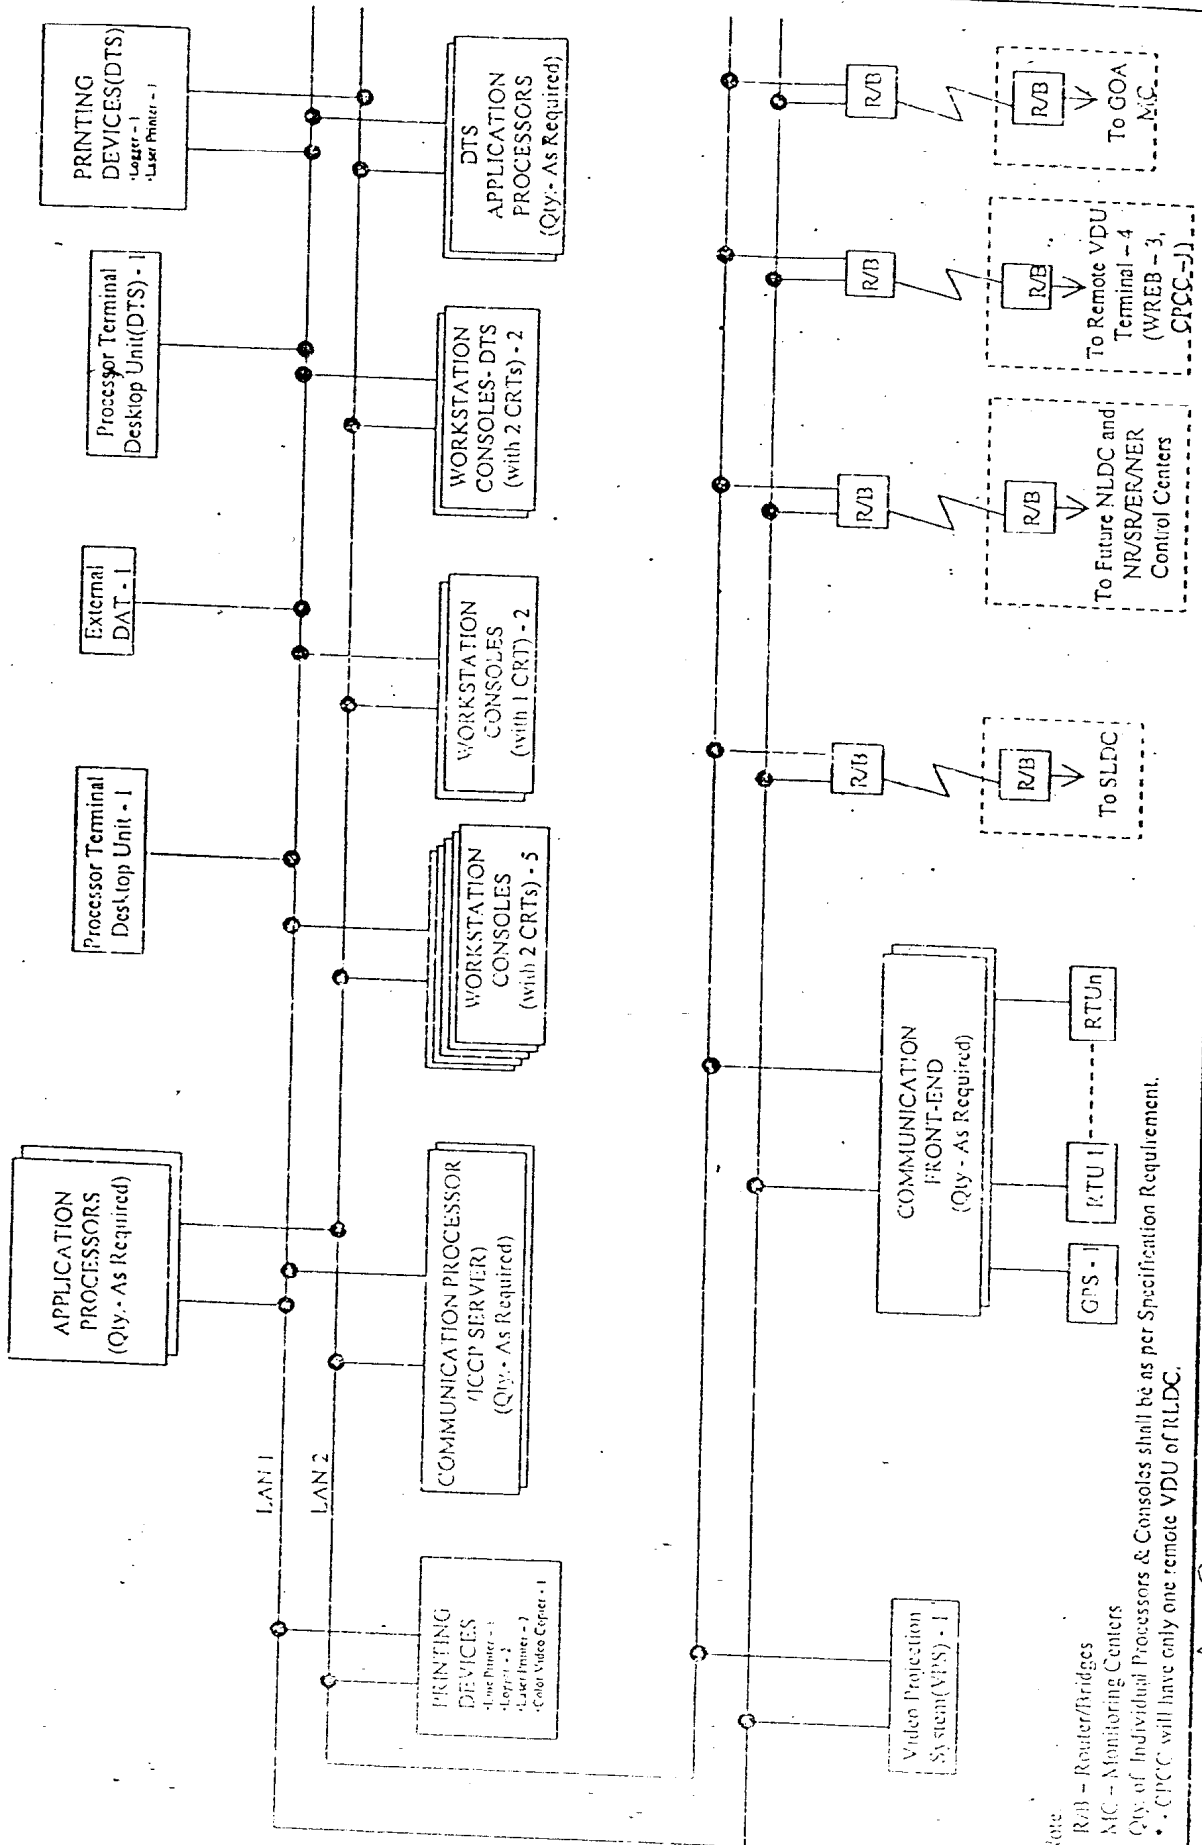 APPLICATION
PROCESSORS
(Qty.- As Required)
Processor Terminal
Desktop Unit - 1
External
DAT - 1
Processor Terminal
Desktop Unit(DTS) - 1
PRINTING
DEVICES(DTS)
·Logger - 1
·Laser Printer - 1
LAN 1
LAN 2
PRINTING
DEVICES
·Line Printer - 1
·Logger - 2
·Laser Printer - 2
·Color Video Copier - 1
COMMUNICATION PROCESSOR
/ICCP SERVER)
(Qty.- As Required)
WORKSTATION
CONSOLES
(with 2 CRTs) - 5
WORKSTATION
CONSOLES
(with 1 CRT) - 2
WORKSTATION
CONSOLES- DTS
(with 2 CRTs) - 2
DTS
APPLICATION
PROCESSORS
(Qty.- As Required)
Video Projection
System(VPS) - 1
COMMUNICATION
FRONT-END
(Qty - As Required)
GPS - 1
RTU 1
RTUn
R/B
R/B
To SLDC
R/B
R/B
To Future NLDC and
NR/SR/ER/NER
Control Centers
R/B
R/B
To Remote VDU
Terminal – 4
(WREB – 3,
CPCC –1)
R/B
R/B
To GOA
MC
Note
R/B – Router/Bridges
MC – Monitoring Centers
Qty. of Individual Processors & Consoles shall be as per Specification Requirement.
* - CPCC will have only one remote VDU of RLDC.